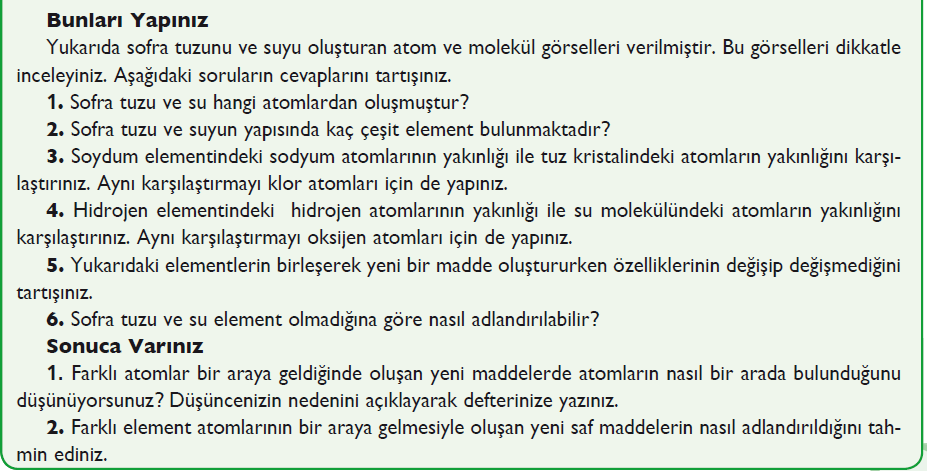 Bunları Yapınız
Yukarıda sofra tuzunu ve suyu oluşturan atom ve molekül görselleri verilmiştir. Bu görselleri dikkatle
inceleyiniz. Aşağıdaki soruların cevaplarını tartışınız.
1. Sofra tuzu ve su hangi atomlardan oluşmuştur?
2. Sofra tuzu ve suyun yapısında kaç çeşit element bulunmaktadır?
3. Soydum elementindeki sodyum atomlarının yakınlığı ile tuz kristalindeki atomların yakınlığını karşı-
laştırınız. Aynı karşılaştırmayı klor atomları için de yapınız.
4. Hidrojen elementindeki hidrojen atomlarının yakınlığı ile su molekülündeki atomların yakınlığını
karşılaştırınız. Aynı karşılaştırmayı oksijen atomları için de yapınız.
5. Yukarıdaki elementlerin birleşerek yeni bir madde oluştururken özelliklerinin değişip değişmediğini
tartışınız.
6. Sofra tuzu ve su element olmadığına göre nasıl adlandırılabilir?
Sonuca Varınız
1. Farklı atomlar bir araya geldiğinde oluşan yeni maddelerde atomların nasıl bir arada bulunduğunu
düşünüyorsunuz? Düşüncenizin nedenini açıklayarak defterinize yazınız.
2. Farklı element atomlarının bir araya gelmesiyle oluşan yeni saf maddelerin nasıl adlandırıldığını tah-
min ediniz.